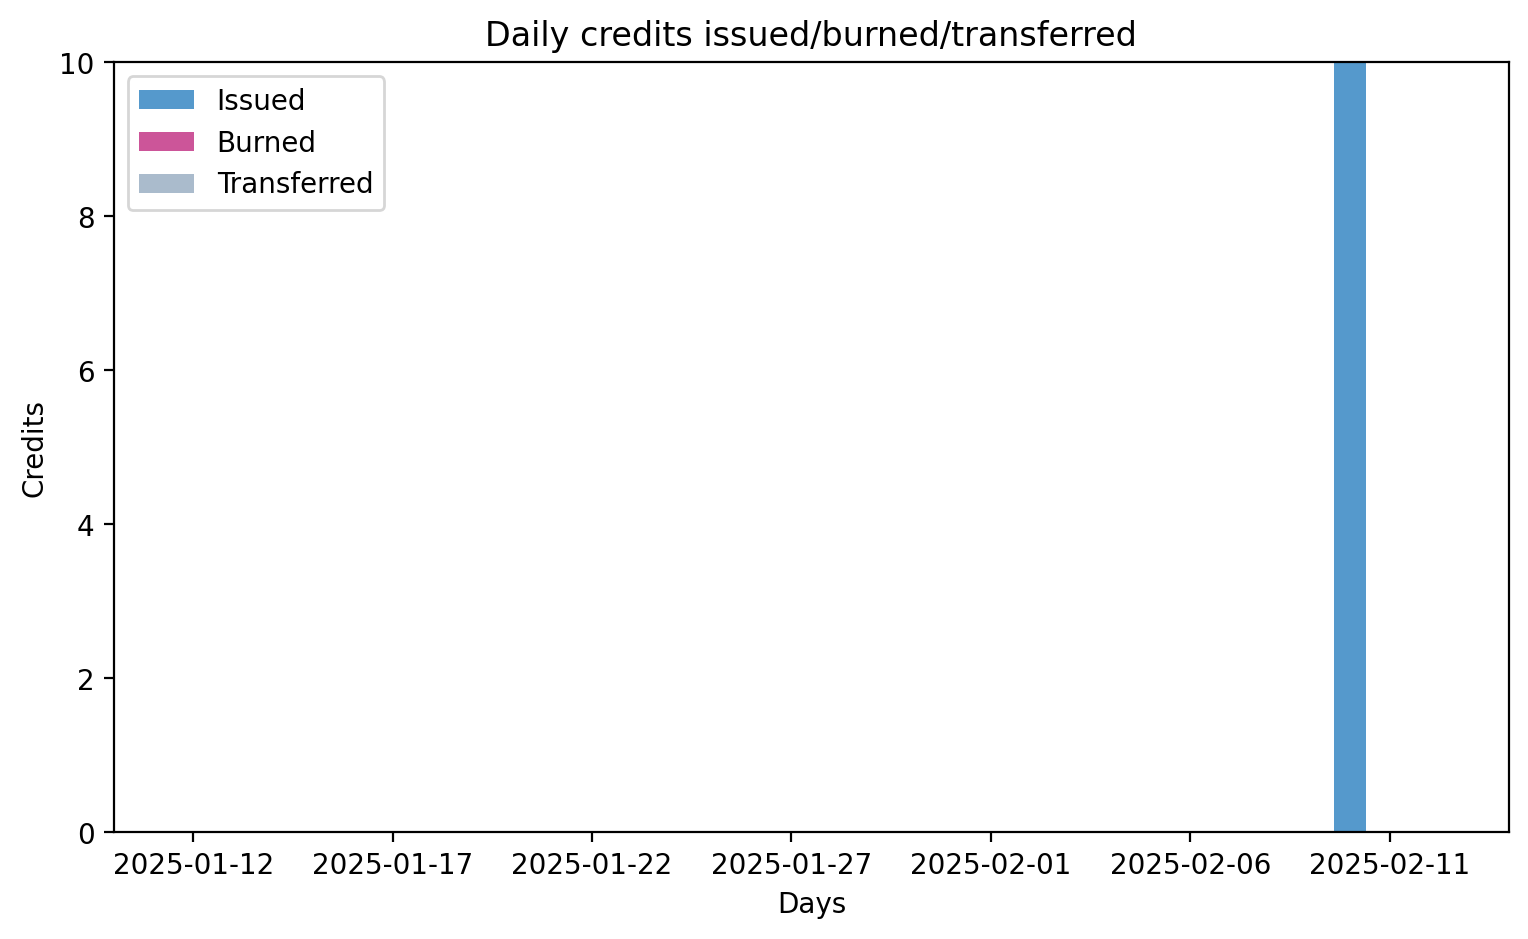 Daily credits issued/burned/transferred
10
8
6
4
2
0
Credits
Issued
Burned
Transferred
2025-01-12 2025-01-17 2025-01-22 2025-01-27 2025-02-01 2025-02-06 2025-02-11
Days